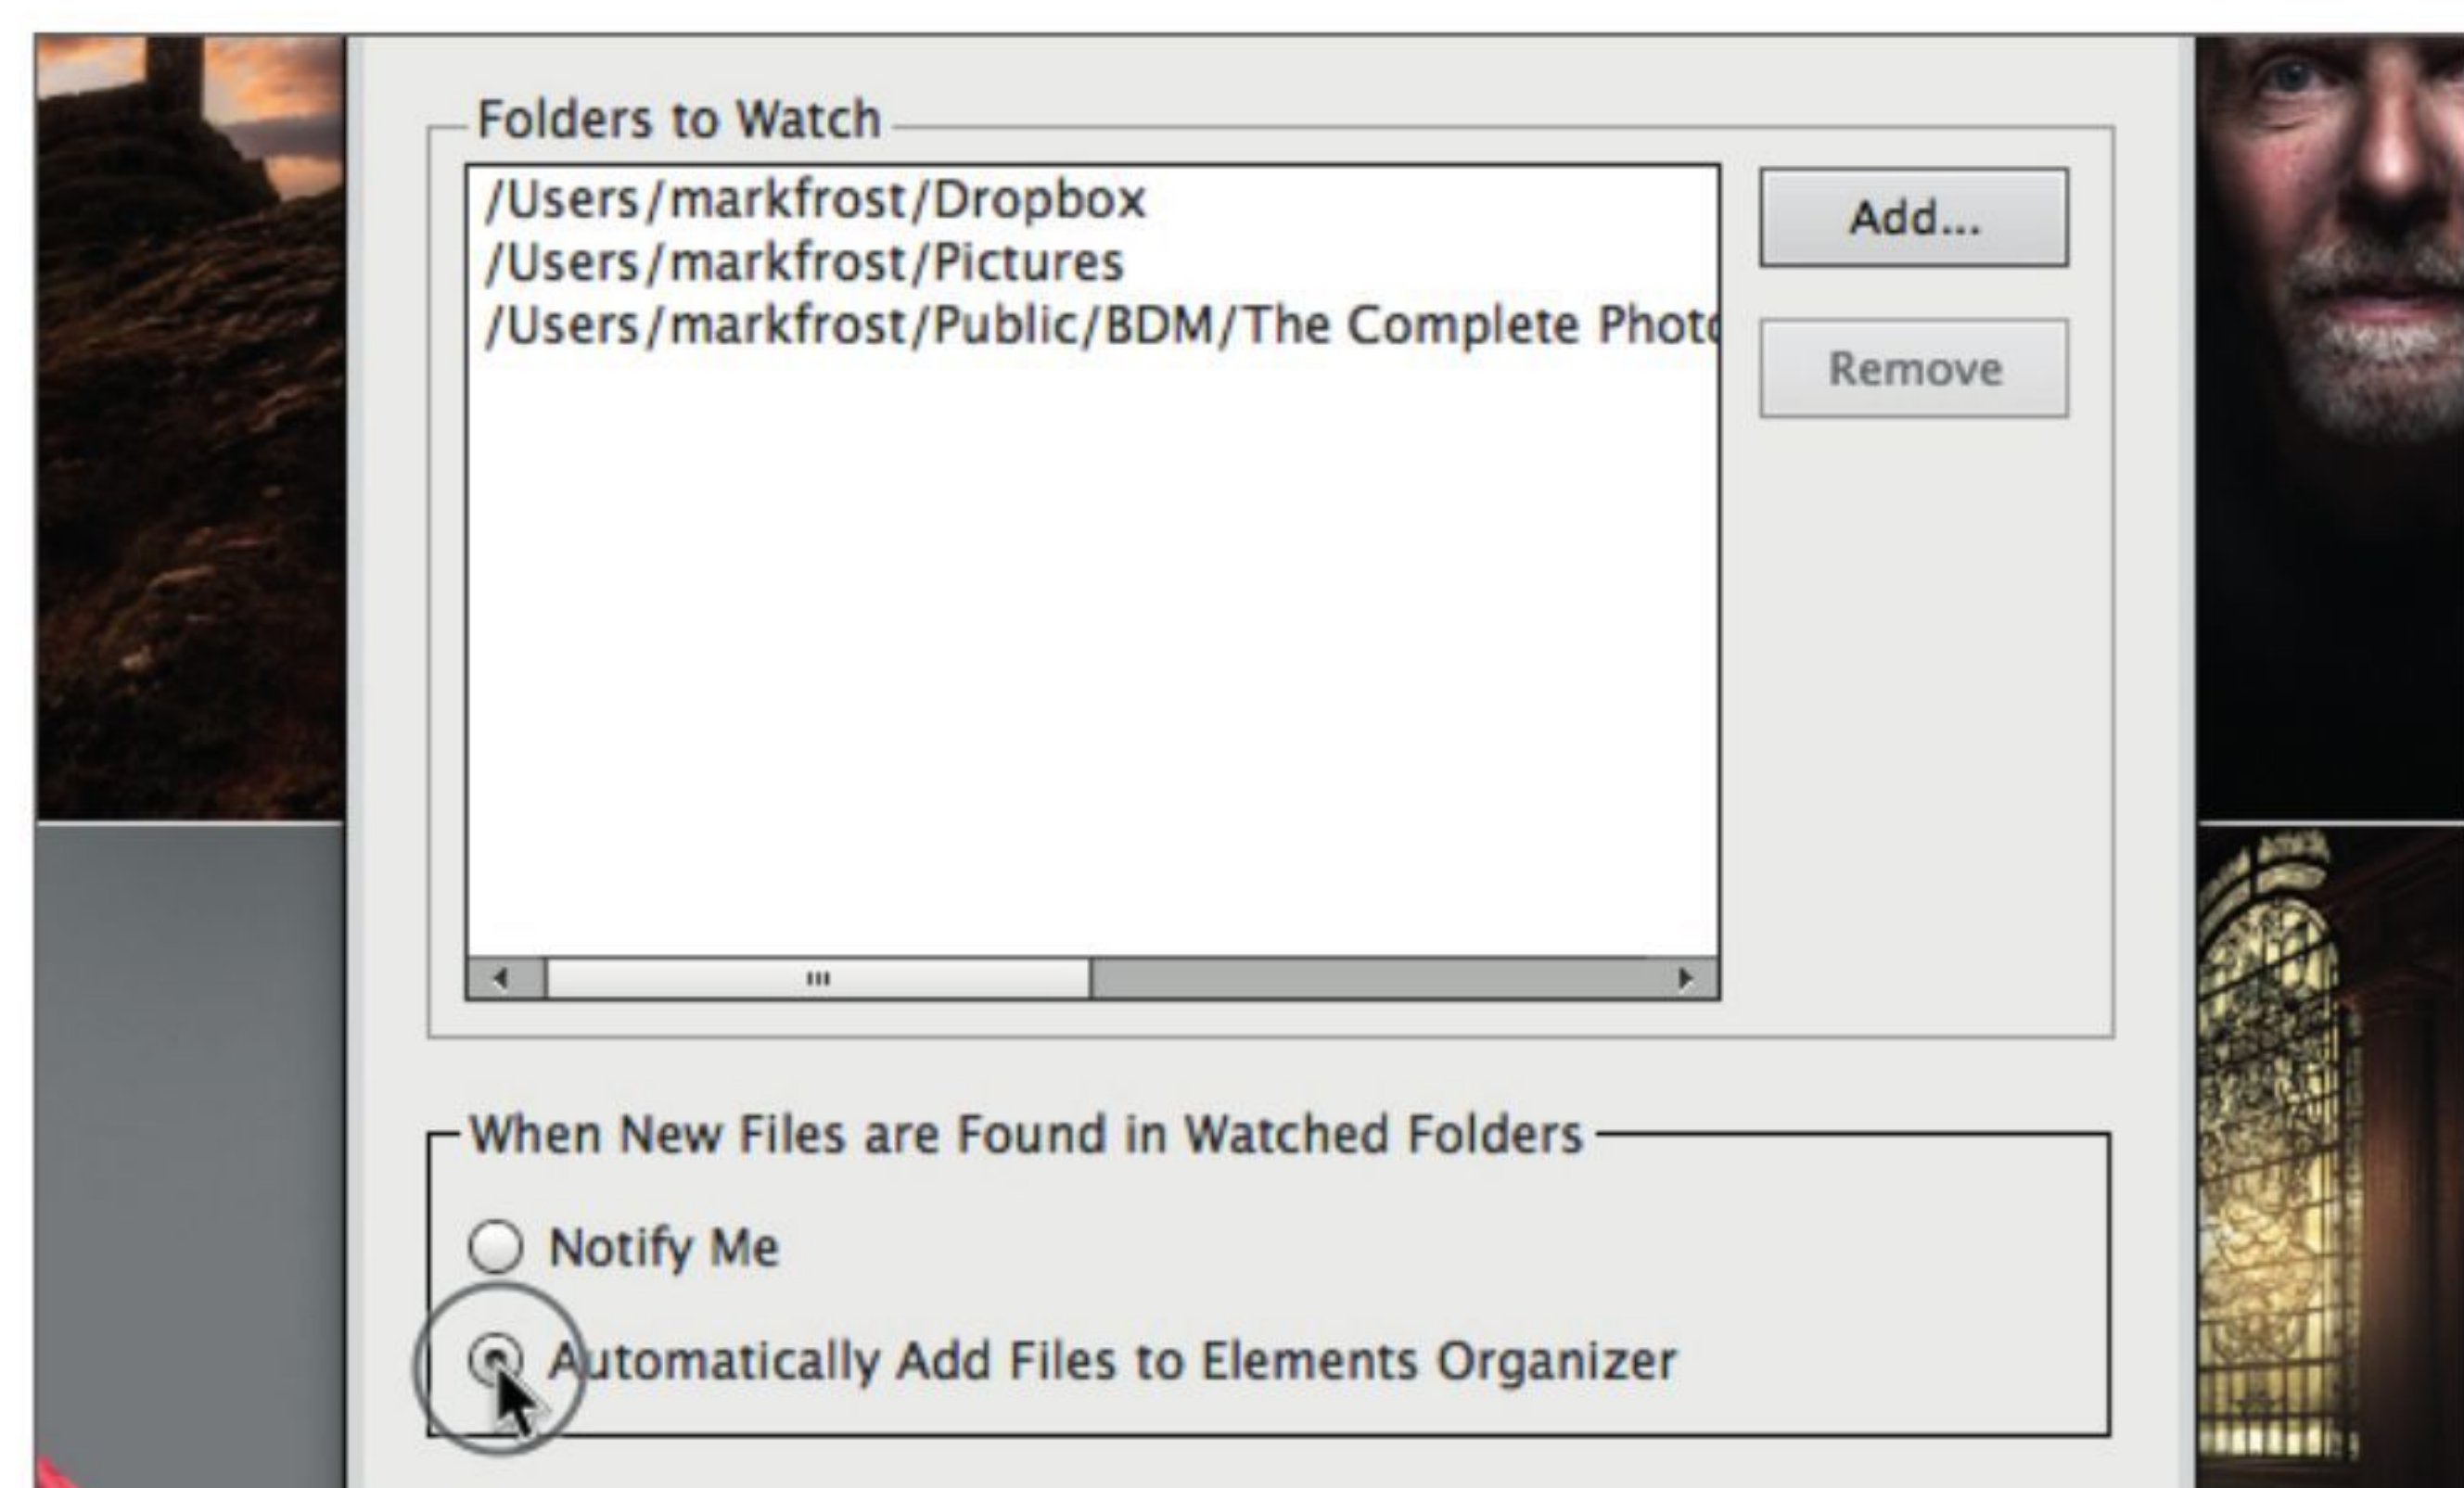 Folders to Watch
/Users/markfrost/Dropbox
/Users/markfrost/Pictures
/Users/markfrost/Public/BDM/The Complete
Add...
Remove
When New Files are Found in Watched Folders
Notify Me
Automatically Add Files to Elements Organizer